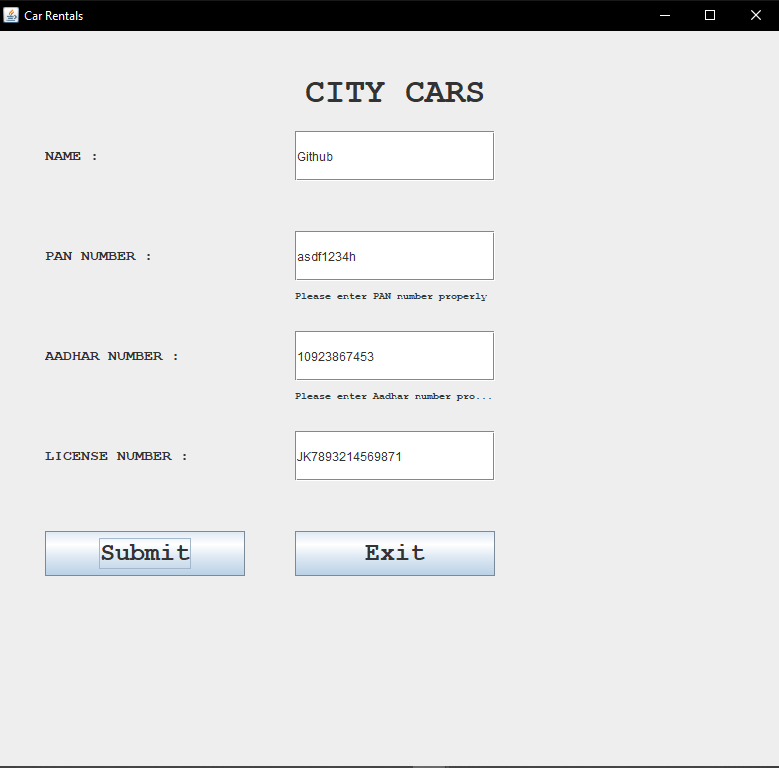 Car Rentals
CITY CARS
NAME :
Github
PAN NUMBER :
asdf1234h
Please enter PAN number properly
AADHAR NUMBER :
10923867453
Please enter Aadhar number pro...
LICENSE NUMBER :
JK7893214569871
Submit
Exit